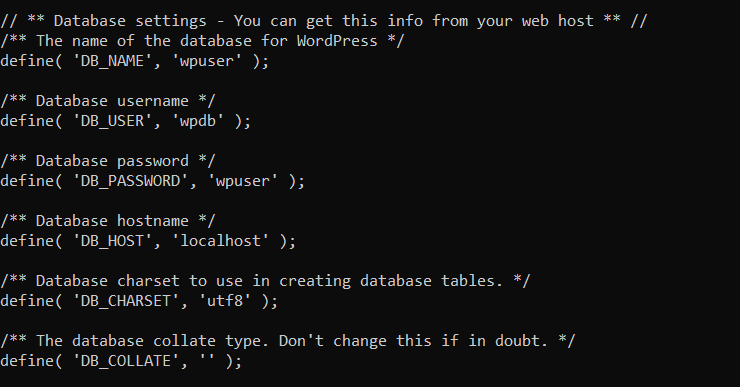 // ** Database settings - You can get this info from your web host ** //
/** The name of the database for WordPress */
define( 'DB_NAME', 'wpuser' );
/** Database username */
define( 'DB_USER', 'wpdb' );
/** Database password */
define( 'DB_PASSWORD', 'wpuser' );
/** Database hostname */
define( 'DB_HOST', 'localhost' );
/** Database charset to use in creating database tables. */
define( 'DB_CHARSET', 'utf8' );
/** The database collate type. Don't change this if in doubt. */
define( 'DB_COLLATE', '' );